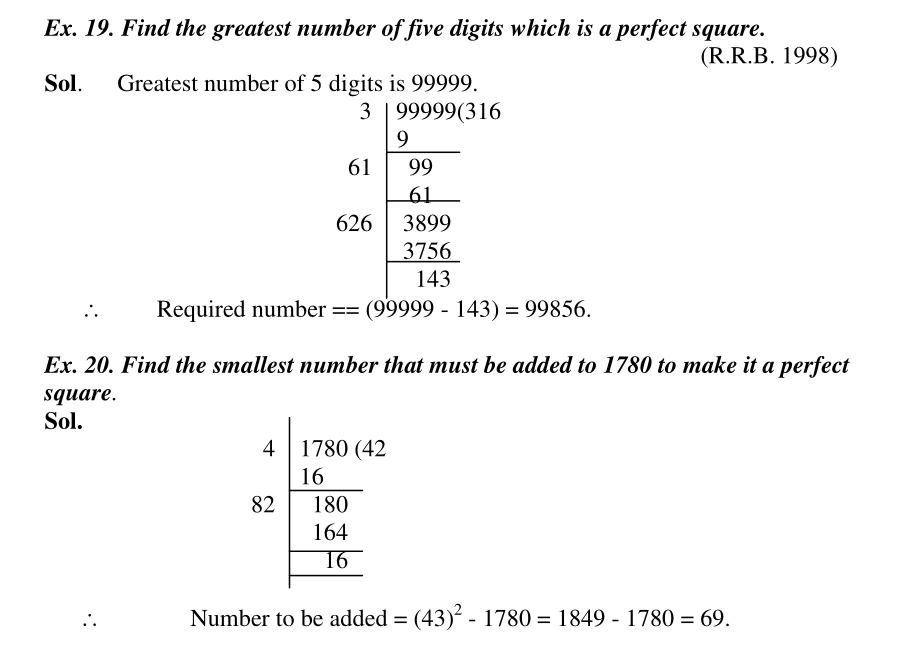 Ex. 19. Find the greatest number of five digits which is a perfect square.
(R.R.B. 1998)
Sol. Greatest number of 5 digits is 99999.
3 99999(316
9
61 99
61
626 3899
3756
143
∴ Required number == (99999 - 143) = 99856.
Ex. 20. Find the smallest number that must be added to 1780 to make it a perfect
square.
Sol.
4 1780 (42
16
82 180
164
16
∴ Number to be added = (43)² - 1780 = 1849 - 1780 = 69.